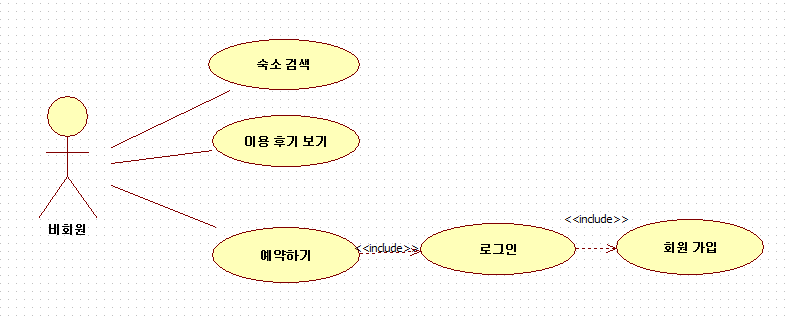 숙소 검색
이용 후기 보기
비회원
예약하기
<<include>>
로그인
<<include>>
회원 가입